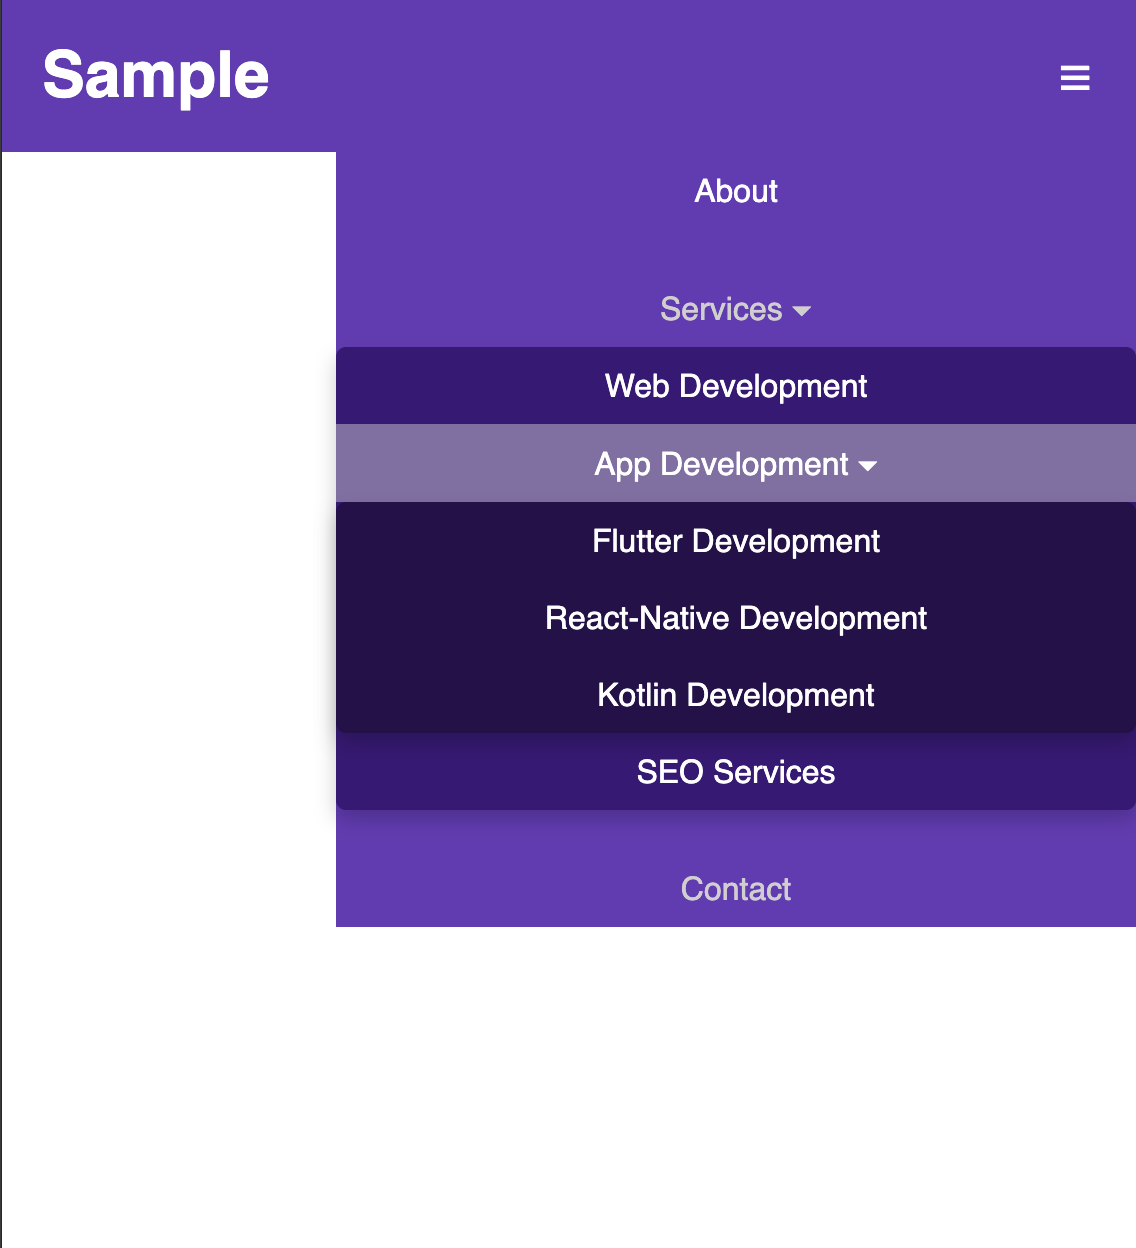 Sample
About
Services
Web Development
App Development
Flutter Development
React-Native Development
Kotlin Development
SEO Services
Contact